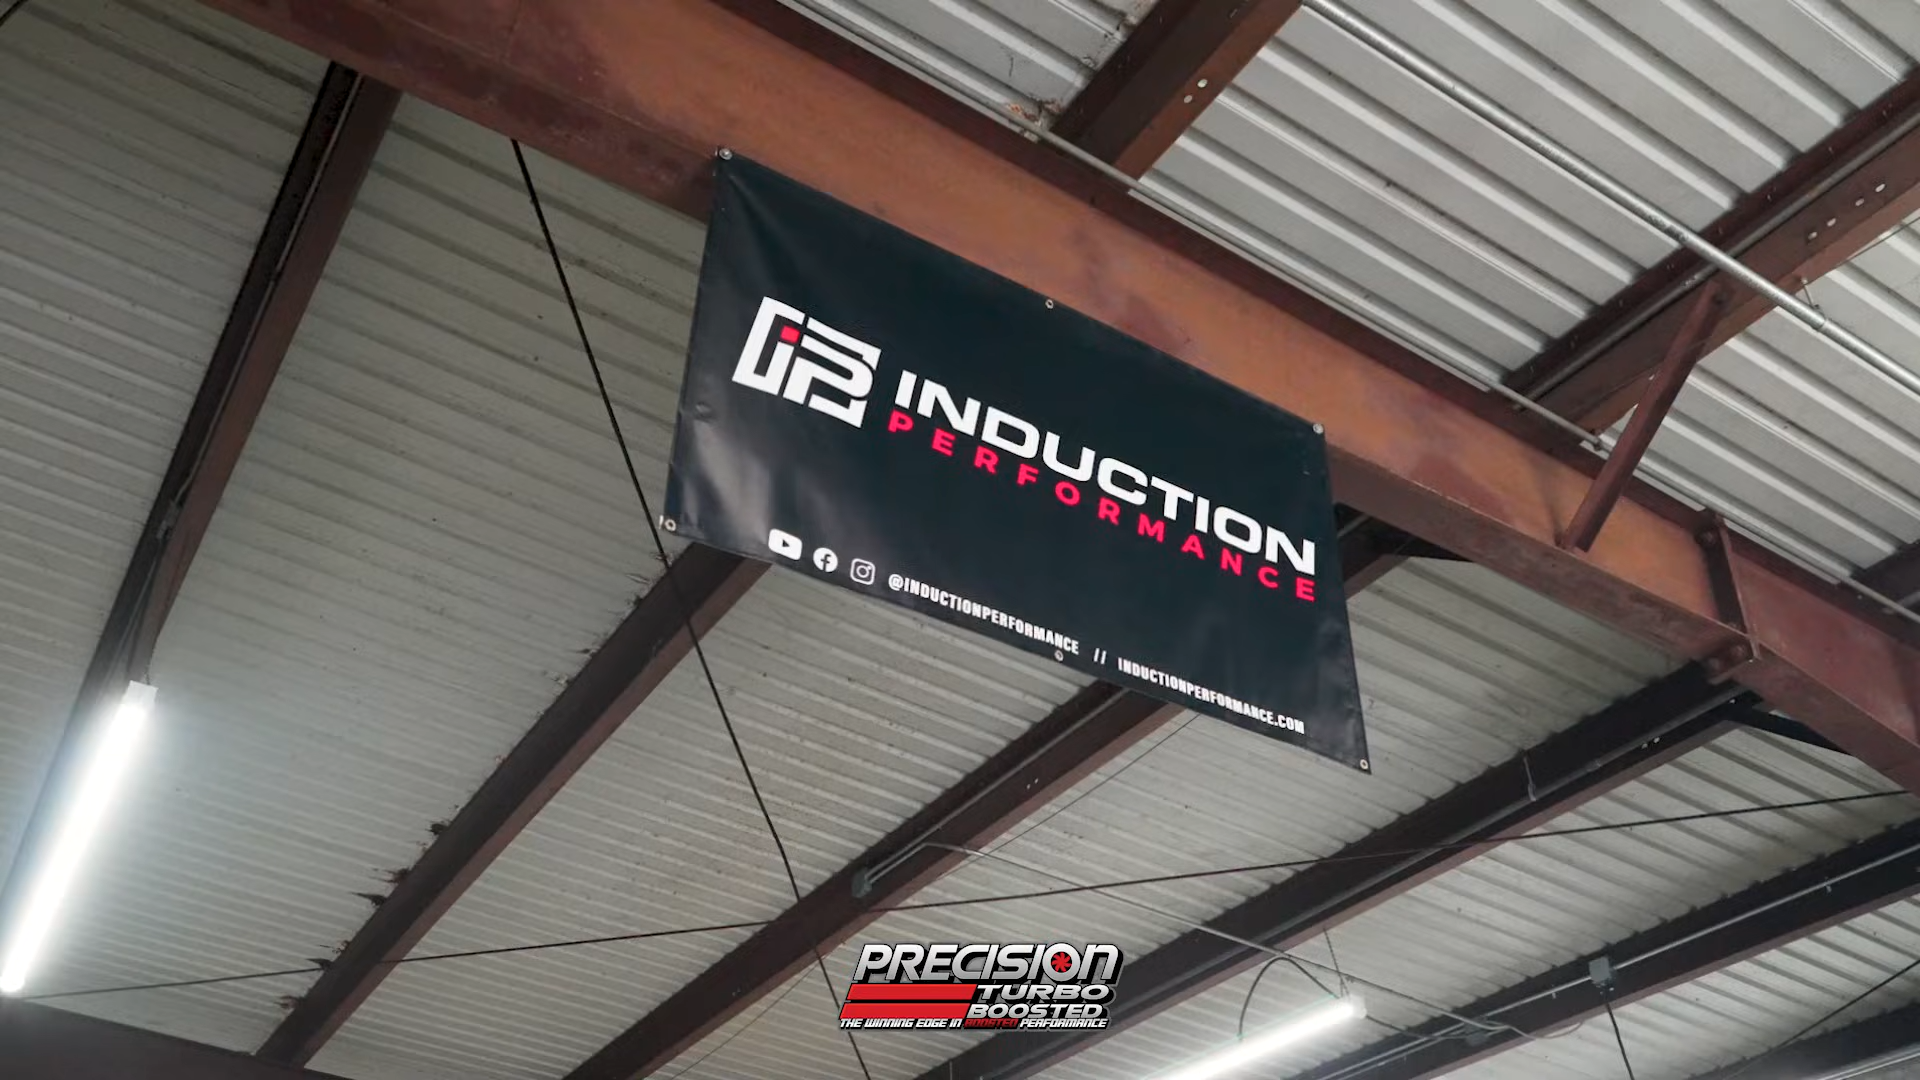 iP
INDUCTION
PERFORMANCE
@INDUCTIONPERFORMANCE // INDUCTIONPERFORMANCE.COM
PRECISION
TURBO
BOOSTED
THE WINNING EDGE IN BOOSTED PERFORMANCE